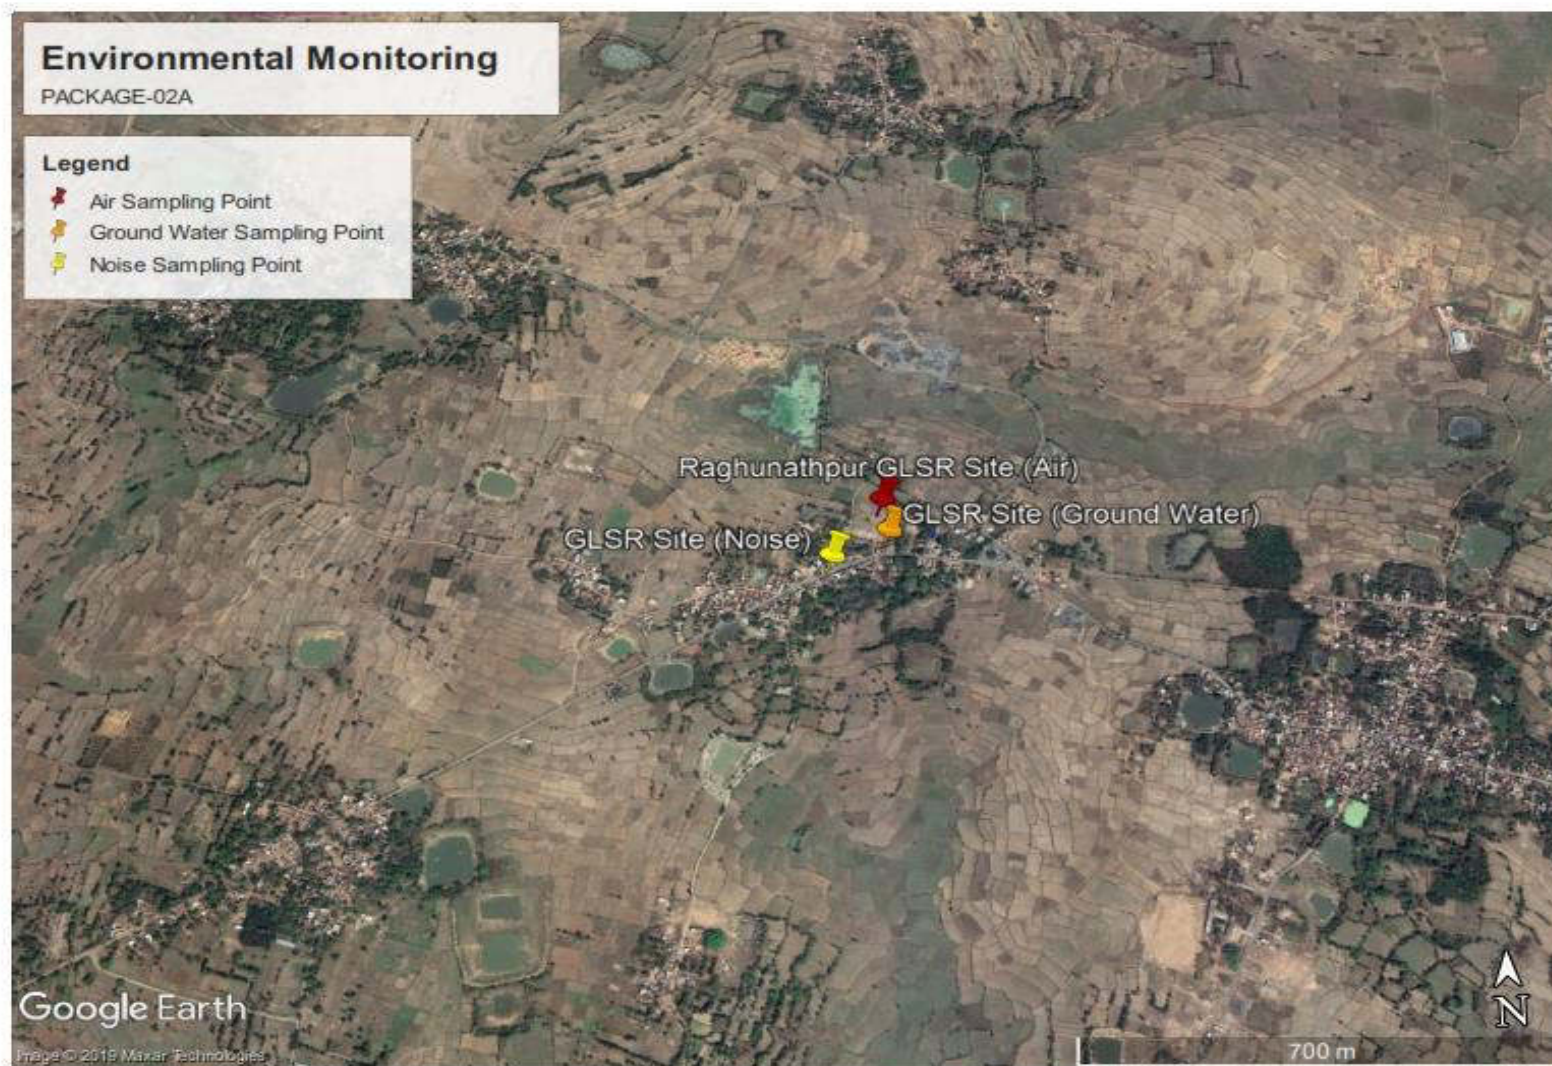 Environmental Monitoring
PACKAGE-02A
Legend
Air Sampling Point
Ground Water Sampling Point
Noise Sampling Point
Raghunathpur GLSR Site (Air)
GLSR Site (Ground Water)
GLSR Site (Noise)
Google Earth
N
Image © 2019 Maxar Technologies
700 m